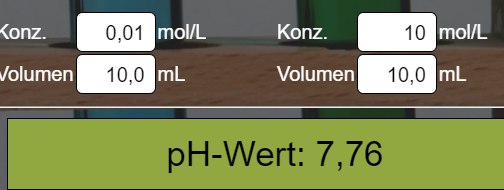 Konz. 0,01 mol/L Konz. 10 mol/L
Volumen 10,0 mL Volumen 10,0 mL
pH-Wert: 7,76